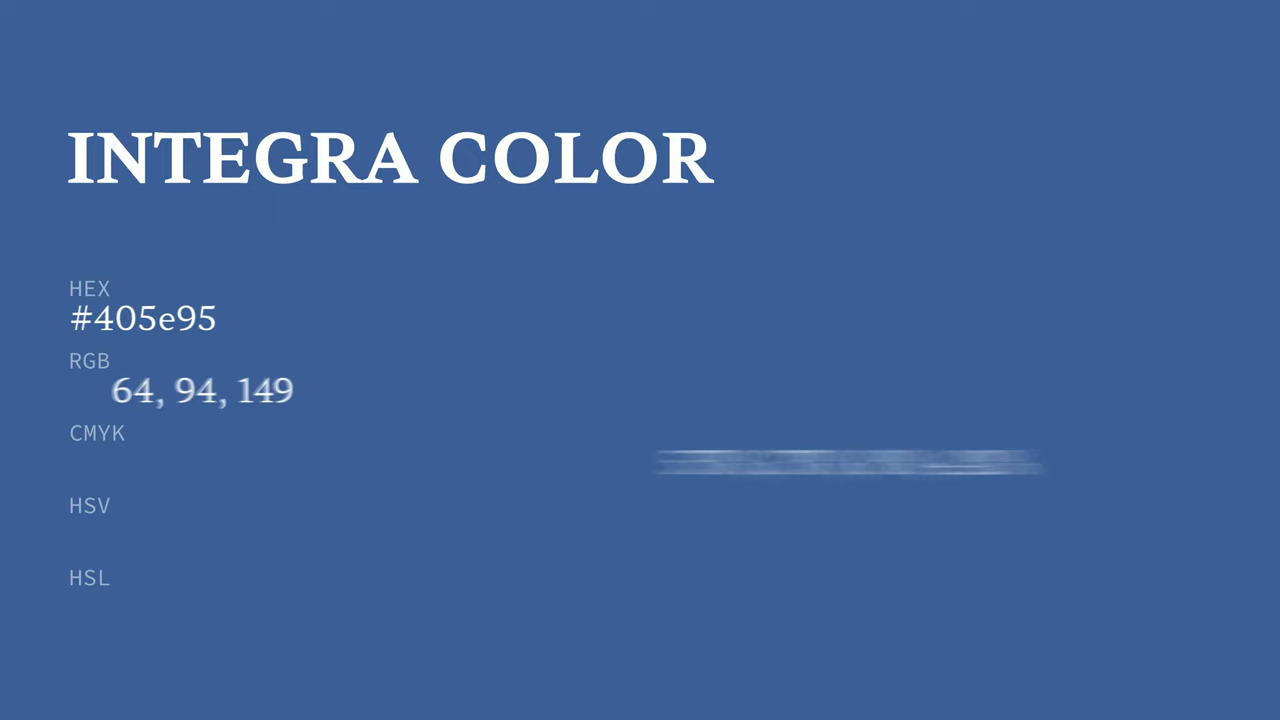 INTEGRA COLOR
HEX
#405e95
RGB
64, 94, 149
CMYK
HSV
HSL